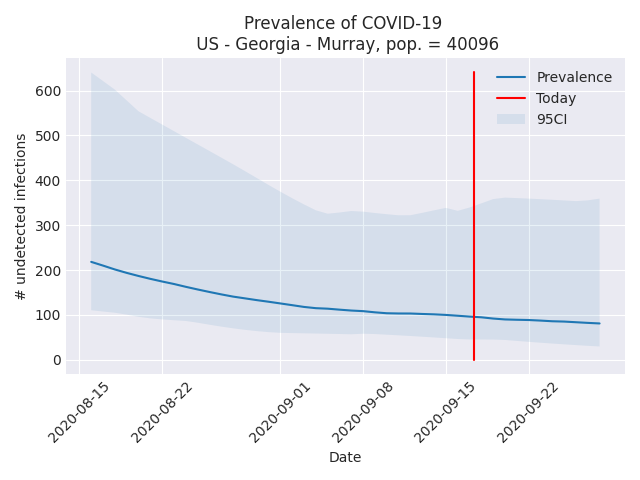 Prevalence of COVID-19
US - Georgia - Murray, pop. = 40096
Prevalence
Today
95CI
# undetected infections
600
500
400
300
200
100
0
2020-08-15
2020-08-22
2020-09-01
2020-09-08
2020-09-15
2020-09-22
Date